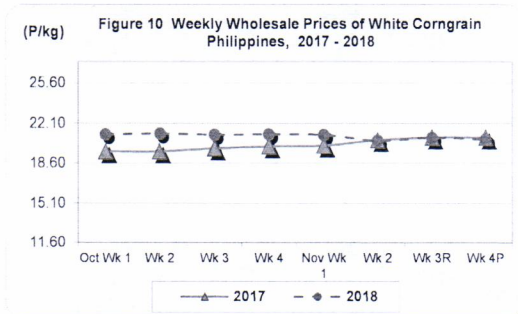 Figure 10 Weekly Wholesale Prices of White Corngrain
(P/kg)
Philippines, 2017 - 2018
25.60
22.10
18.60
15.10
11.60
Oct Wk 1 Wk 2 Wk 3 Wk 4 Nov Wk 1 Wk 2 Wk 3R Wk 4P
2017 2018